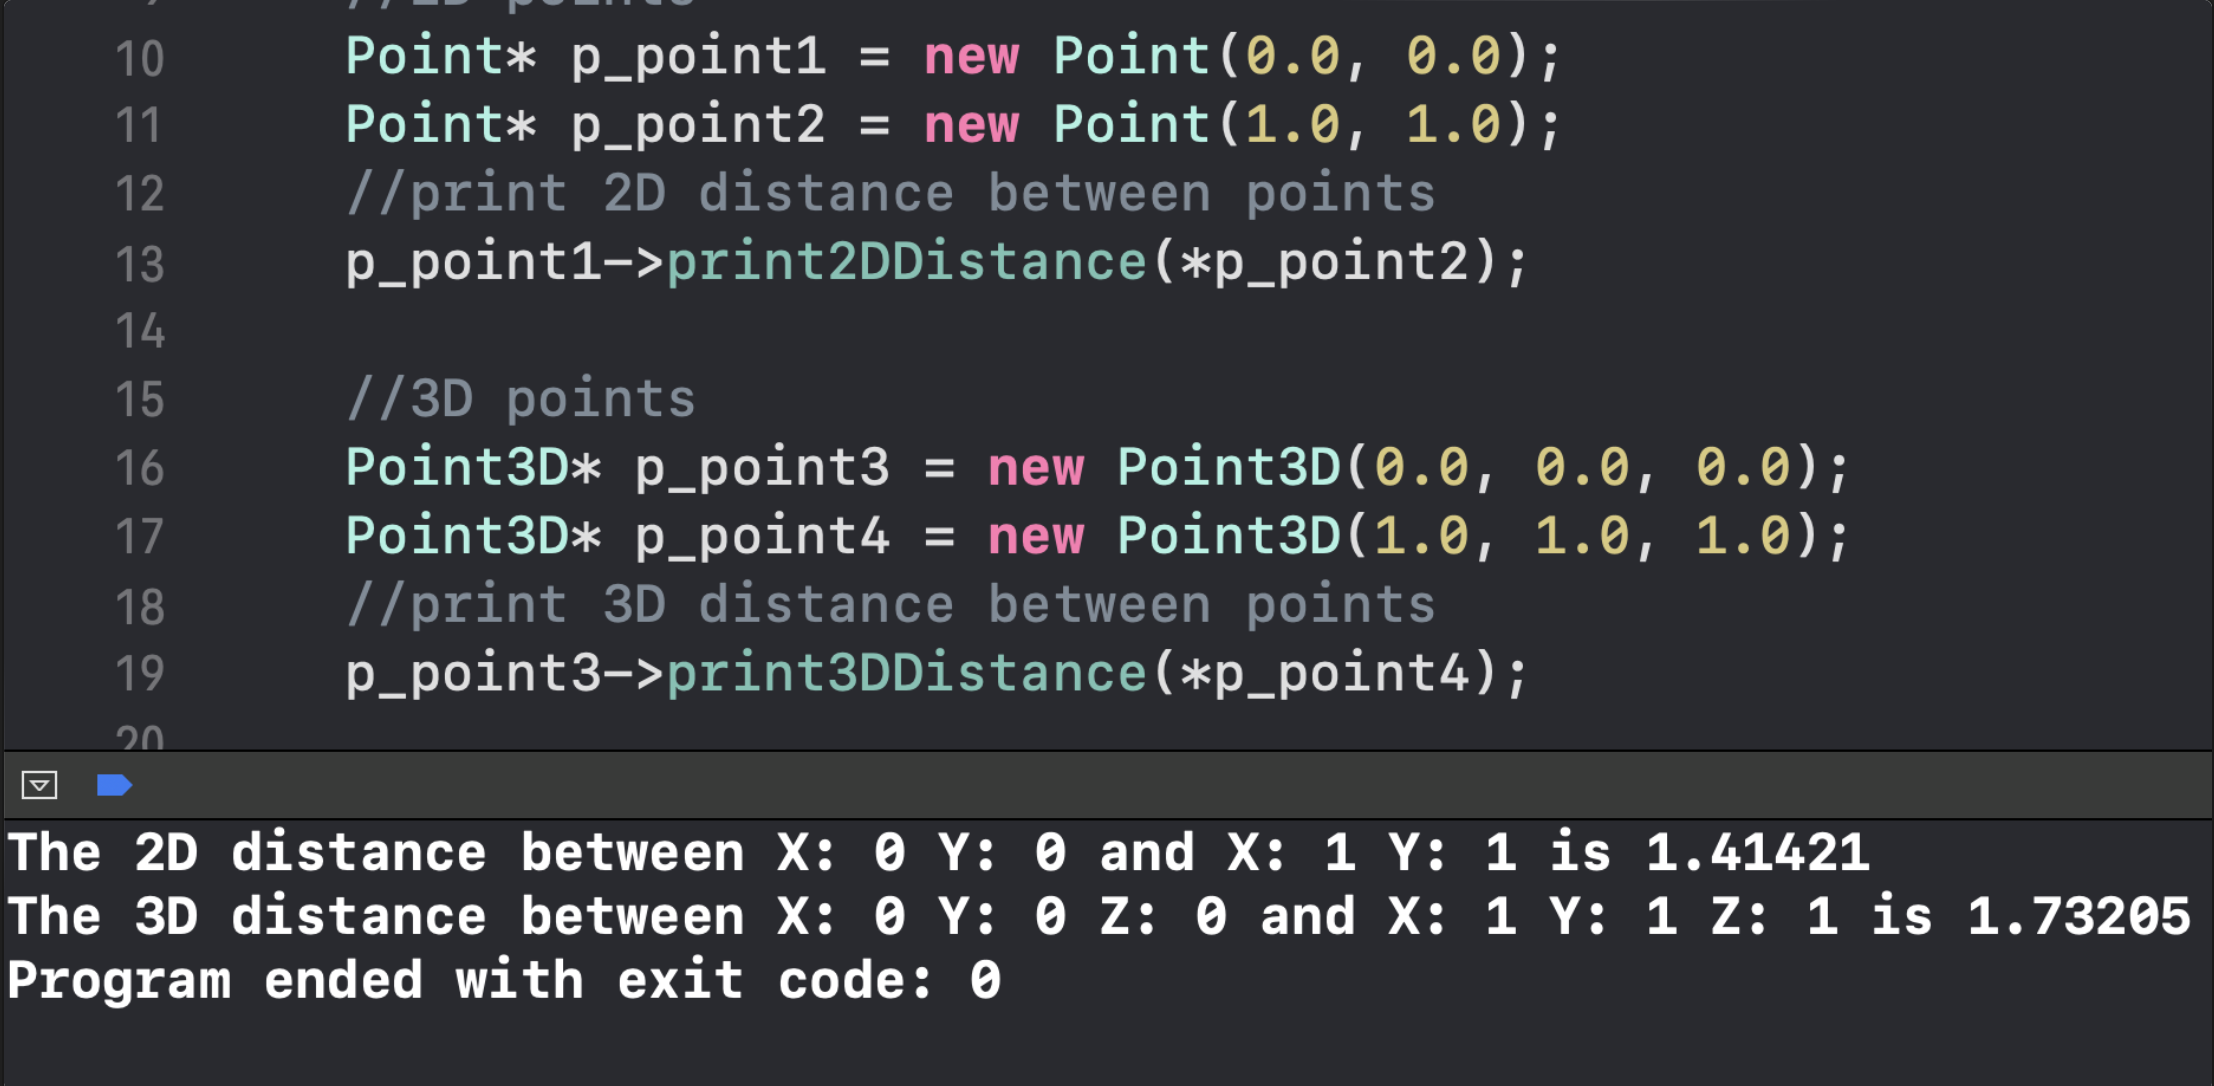 //2D points
10 Point* p_point1 = new Point(0.0, 0.0);
11 Point* p_point2 = new Point(1.0, 1.0);
12 //print 2D distance between points
13 p_point1->print2DDistance(*p_point2);
14
15 //3D points
16 Point3D* p_point3 = new Point3D(0.0, 0.0, 0.0);
17 Point3D* p_point4 = new Point3D(1.0, 1.0, 1.0);
18 //print 3D distance between points
19 p_point3->print3DDistance(*p_point4);
20
The 2D distance between X: 0 Y: 0 and X: 1 Y: 1 is 1.41421
The 3D distance between X: 0 Y: 0 Z: 0 and X: 1 Y: 1 Z: 1 is 1.73205
Program ended with exit code: 0